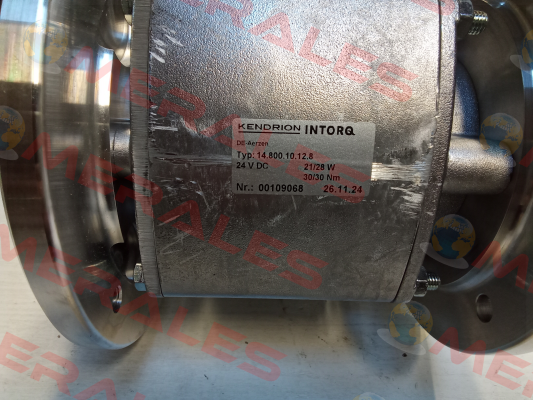 KENDRION INTORQ
DE-Aerzen
Typ: 14.800.10.12.8
24 V DC 21/28 W
30/30 Nm
Nr.: 00109068 26.11.24
MERALES
MERALES
MERALES
MERALES